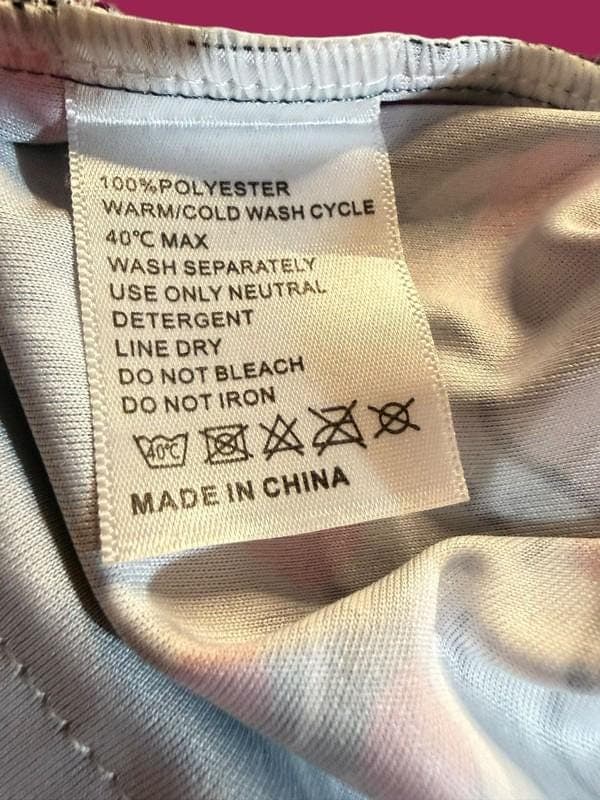 100%POLYESTER
WARM/COLD WASH CYCLE
40℃ MAX
WASH SEPARATELY
USE ONLY NEUTRAL
DETERGENT
LINE DRY
DO NOT BLEACH
DO NOT IRON
40℃
MADE IN CHINA